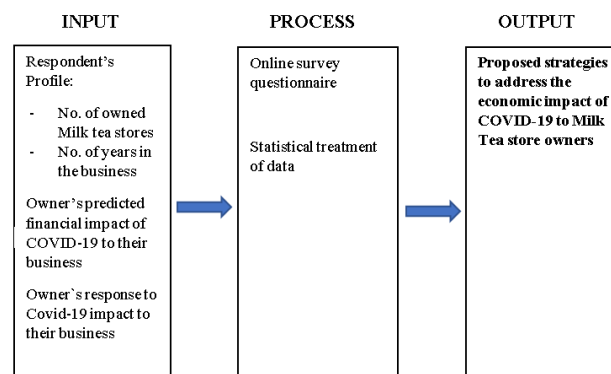 INPUT
Respondent's
Profile:
- No. of owned
Milk tea stores
- No. of years in
the business
Owner's predicted
financial impact of
COVID-19 to their
business
Owner`s response to
Covid-19 impact to
their business
PROCESS
Online survey
questionnaire
Statistical treatment
of data
OUTPUT
Proposed strategies
to address the
economic impact of
COVID-19 to Milk
Tea store owners